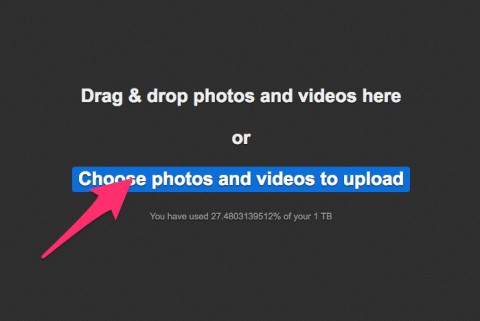 Drag & drop photos and videos here
or
Choose photos and videos to upload
You have used 27.4803139512% of your 1 TB